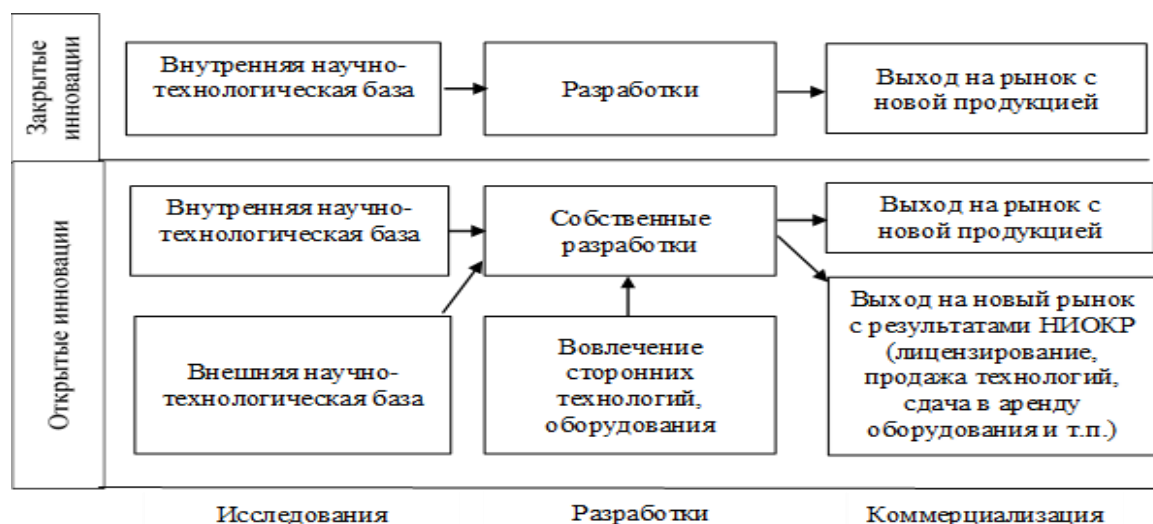 Закрытые
инновации
Внутренняя научно-
технологическая база
Разработки
Выход на рынок с
новой продукцией
Открытые инновации
Внутренняя научно-
технологическая база
Собственные
разработки
Выход на рынок с
новой продукцией
Внешняя научно-
технологическая база
Вовлечение
сторонних
технологий,
оборудования
Выход на новый рынок
с результатами НИОКР
(лицензирование,
продажа технологий,
сдача в аренду
оборудования и т.п.)
Исследования
Разработки
Коммерциализация